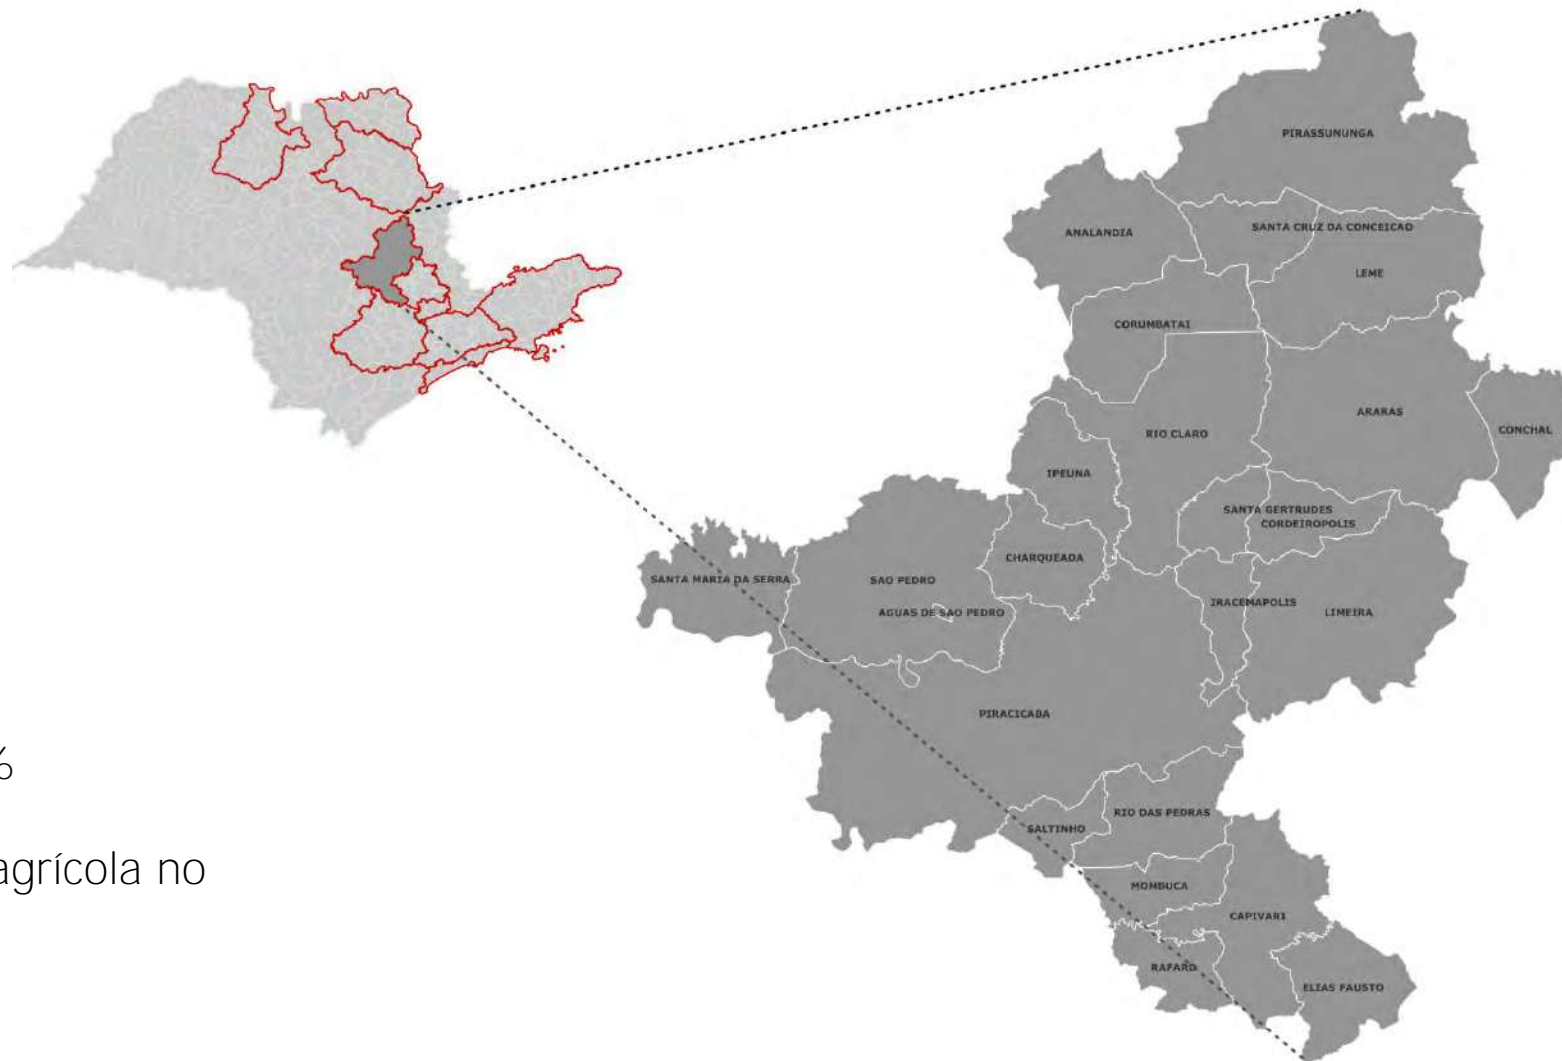 PIRASSUNUNGA
ANALANDIA
SANTA CRUZ DA CONCEICAO
LEME
CORUMBATAI
ARARAS
CONCHAL
RIO CLARO
IPEUNA
SANTA GERTRUDES
CORDEIROPOLIS
CHARQUEADA
SANTA MARIA DA SERRA
SAO PEDRO
IRACEMAPOLIS
LIMEIRA
AGUAS DE SAO PEDRO
PIRACICABA
%
RIO DAS PEDRAS
SALTINHO
agrícola no
MOMBUCA
CAPIVARI
RAFARD
ELIAS FAUSTO